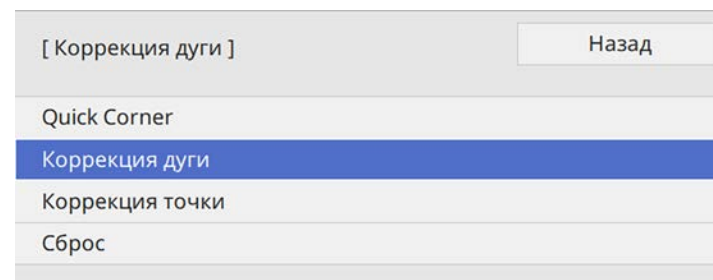 [ Коррекция дуги ]
Назад
Quick Corner
Коррекция дуги
Коррекция точки
Сброс